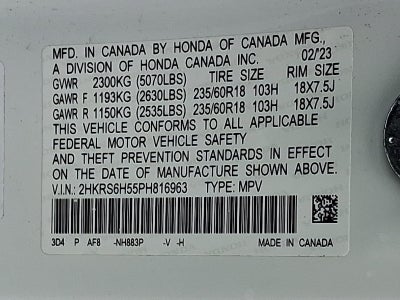 MFD. IN CANADA BY HONDA OF CANADA MFG.,
A DIVISION OF HONDA CANADA INC. 02/23
GVWR 2300KG (5070LBS) TIRE SIZE RIM SIZE
GAWR F 1193KG (2630LBS) 235/60R18 103H 18X7.5J
GAWR R 1150KG (2535LBS) 235/60R18 103H 18X7.5J
THIS VEHICLE CONFORMS TO ALL APPLICABLE
FEDERAL MOTOR VEHICLE SAFETY
AND THEFT PREVENTION STANDARDS IN EFFECT
ON THE DATE OF MANUFACTURE SHOWN ABOVE.
V.I.N.: 2HKRS6H55PH816963 TYPE: MPV
3D4 P AF8 -NH883P -V -H MADE IN CANADA